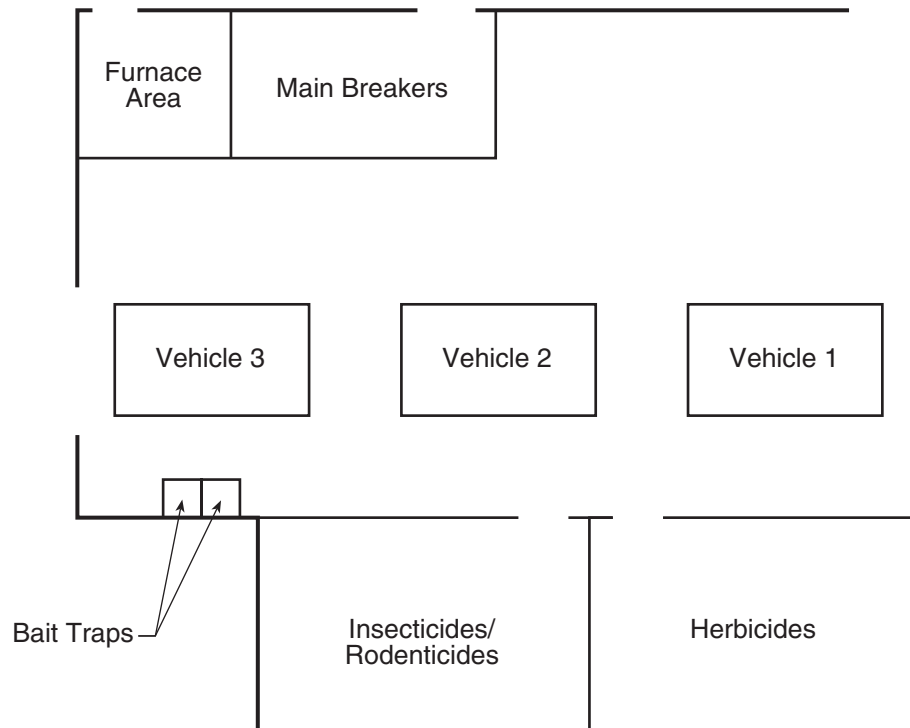 Furnace
Area
Main Breakers
Vehicle 3
Vehicle 2
Vehicle 1
Bait Traps
Insecticides/
Rodenticides
Herbicides